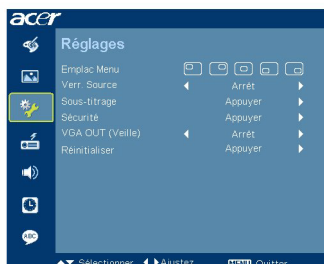 acer
Réglages
Emplac Menu
Verr. Source Arrêt
Sous-titrage Appuyer
Sécurité Appuyer
VGA OUT (Veille) Arrêt
Réinitialiser Appuyer
ABC
Sélectionner Ajustez MENU Quitter